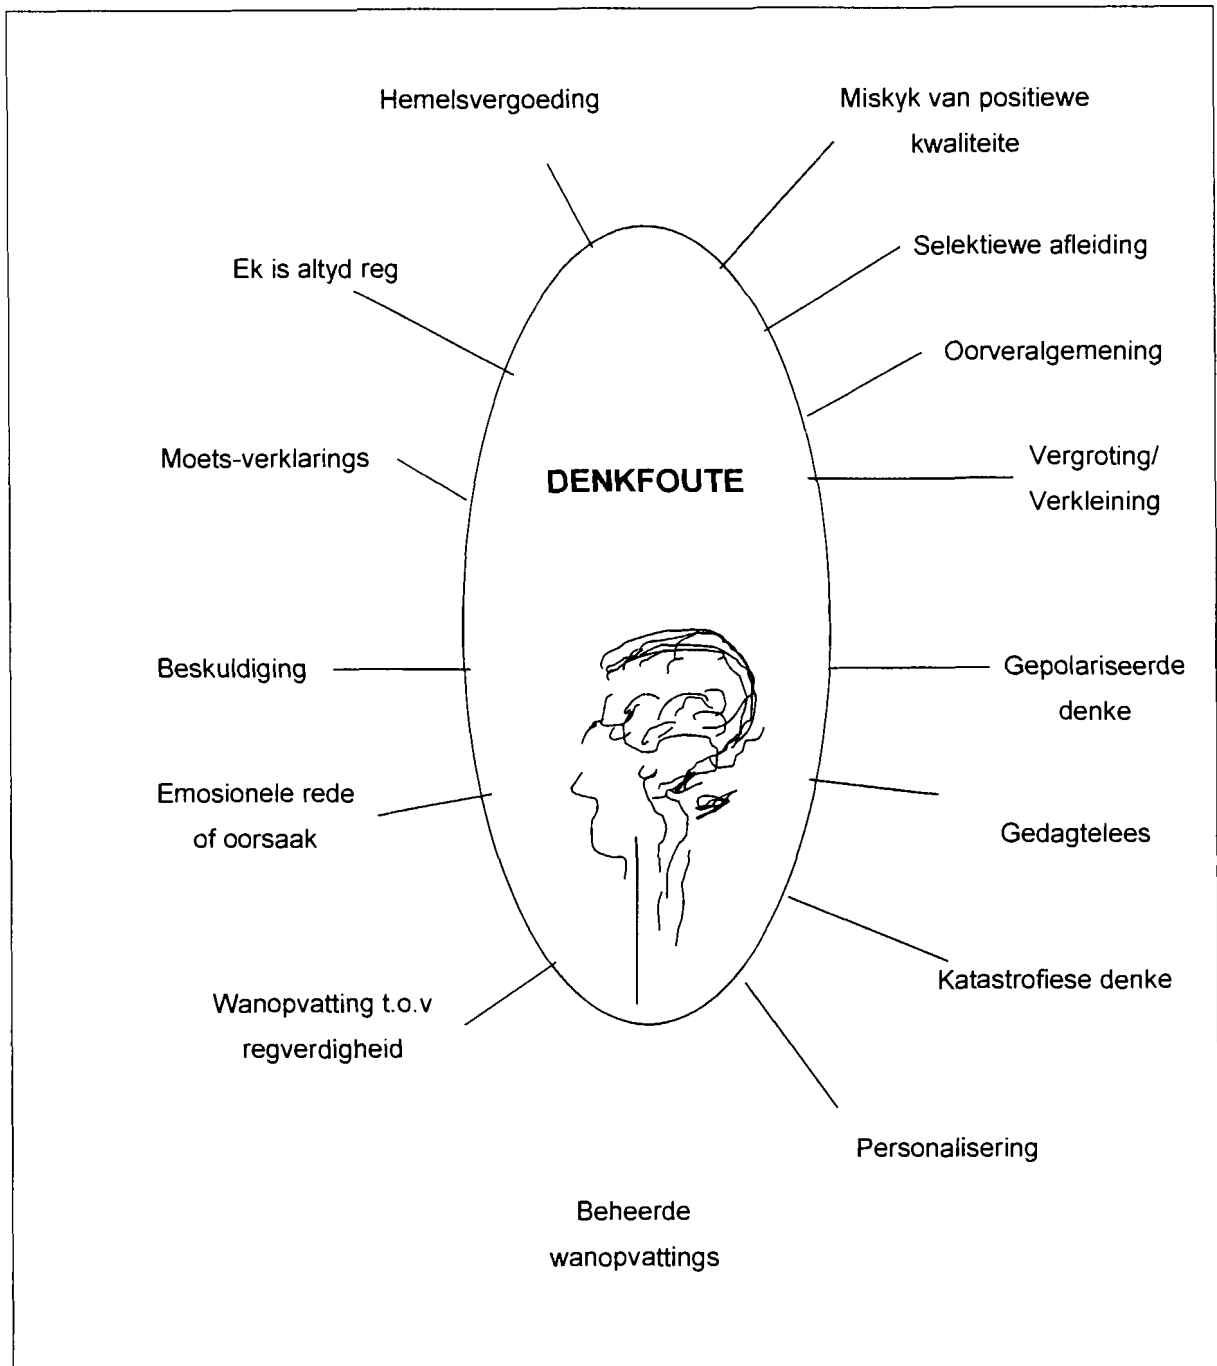 Hemelsvergoeding
Miskyk van positiewe
kwaliteite
Selektiewe afleiding
Ek is altyd reg
Oorveralgemening
Moets-verklarings
DENKFOUTE
Vergroting/
Verkleining
Beskuldiging
Gepolariseerde
denke
Emosionele rede
of oorsaak
Gedagtelees
Katastrofiese denke
Wanopvatting t.o.v
regverdigheid
Personalisering
Beheerde
wanopvattings